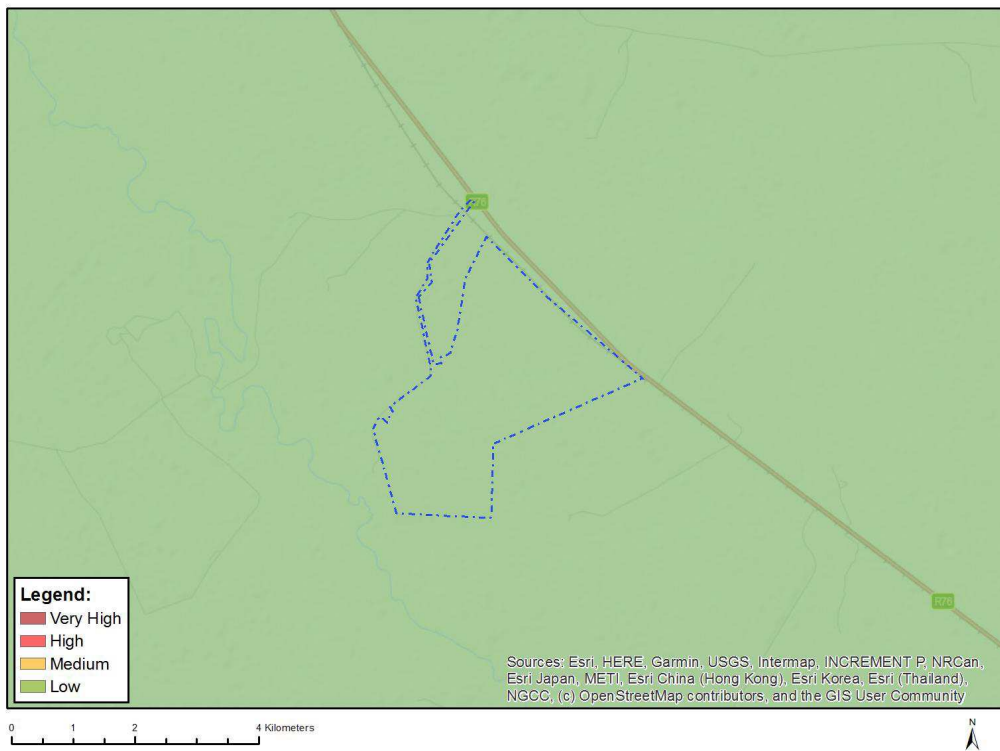 R76
R76
Legend:
Very High
High
Medium
Low
Sources: Esri, HERE, Garmin, USGS, Intermap, INCREMENT P, NRCan,
Esri Japan, METI, Esri China (Hong Kong), Esri Korea, Esri (Thailand),
NGCC, (c) OpenStreetMap contributors, and the GIS User Community
0 1 2 4 Kilometers
N